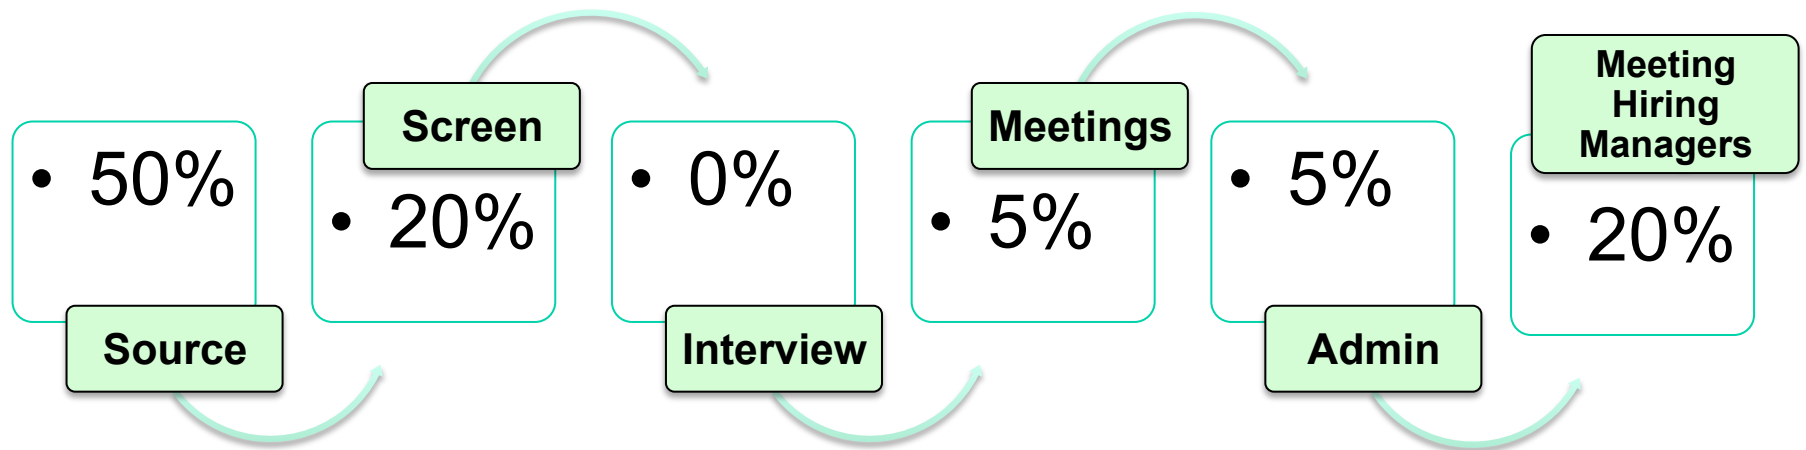 • 50%
Source
Screen
• 20%
• 0%
Interview
Meetings
• 5%
• 5%
Admin
Meeting
Hiring
Managers
• 20%